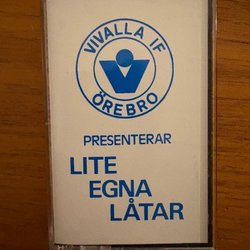 VIVALLA IF
ÖREBRO
PRESENTERAR
LITE
EGNA
LÅTAR